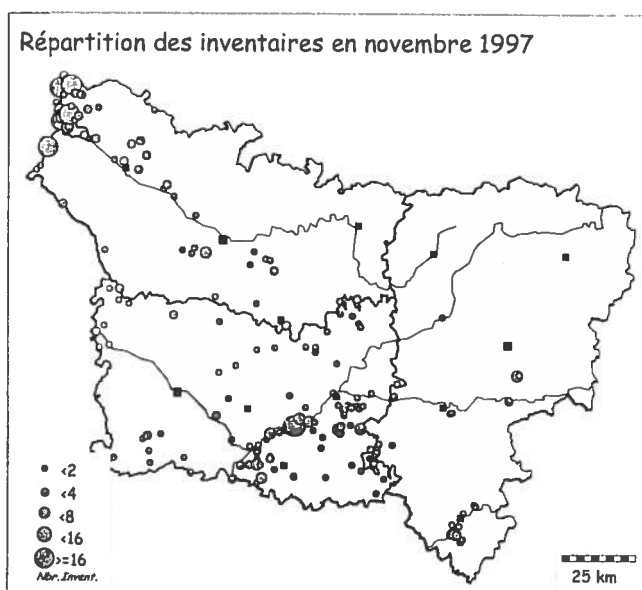 Répartition des inventaires en novembre 1997
<2
<4
<8
<16
>=16
Nbr. Invent.
25 km